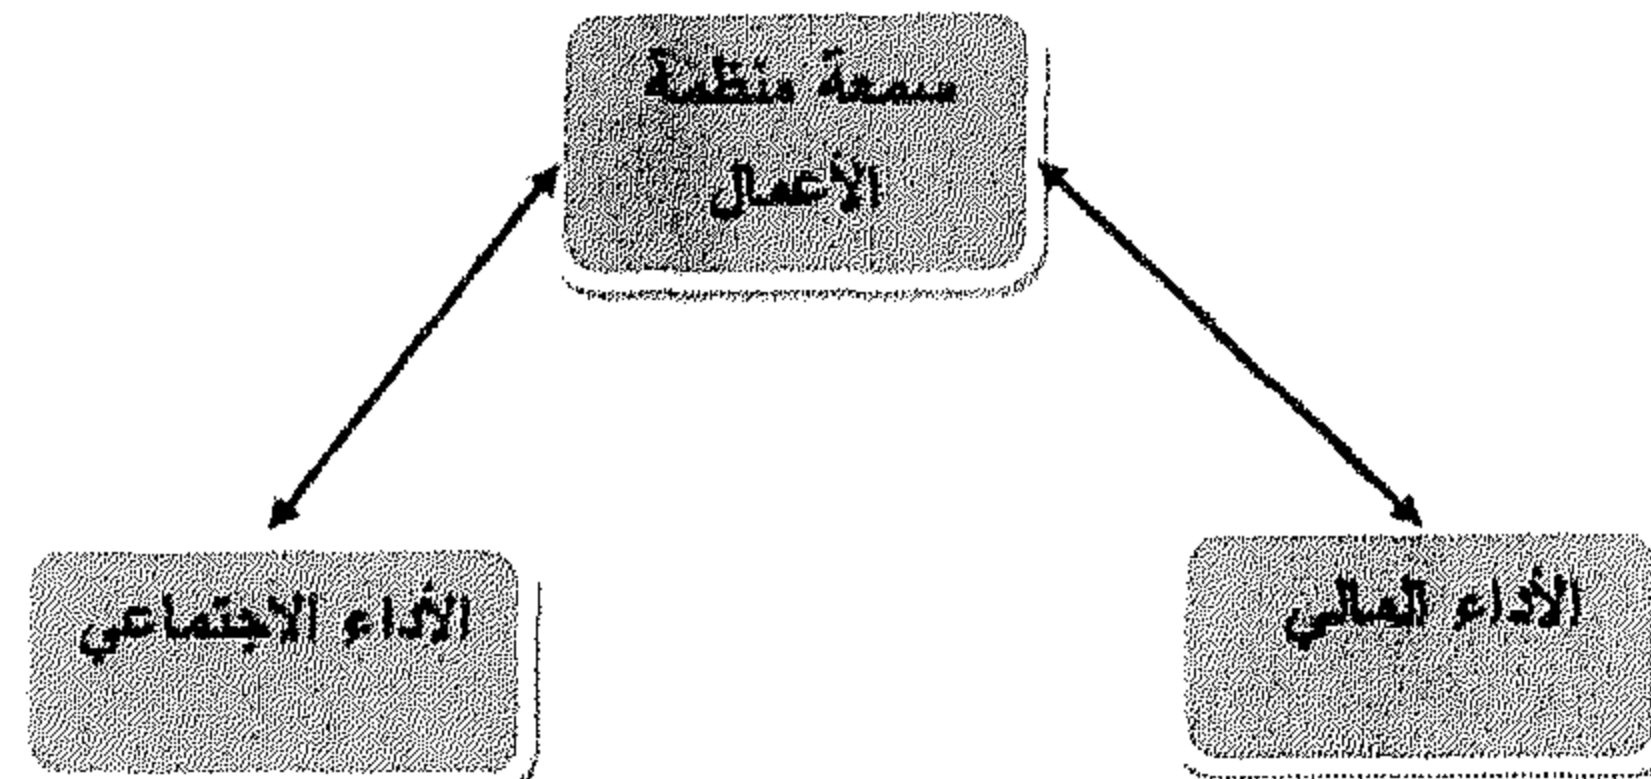 سمعة منظمة
الأعمال
الأداء المالي
الأداء الاجتماعي